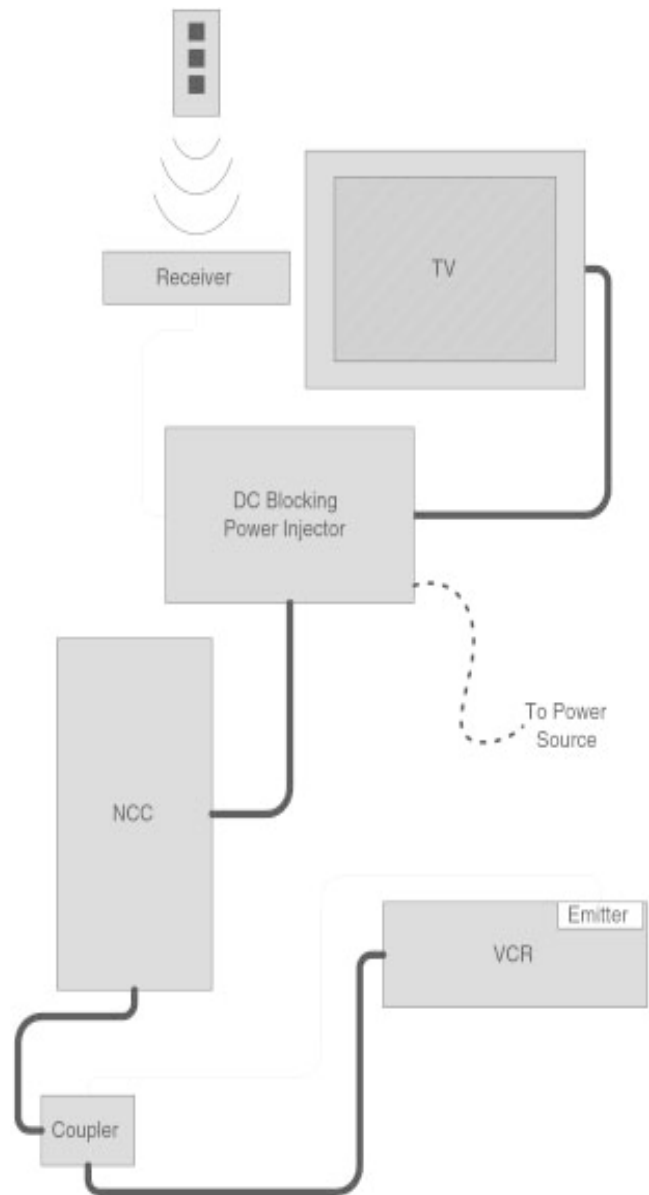 Receiver
TV
DC Blocking
Power Injector
To Power
Source
NCC
Emitter
VCR
Coupler